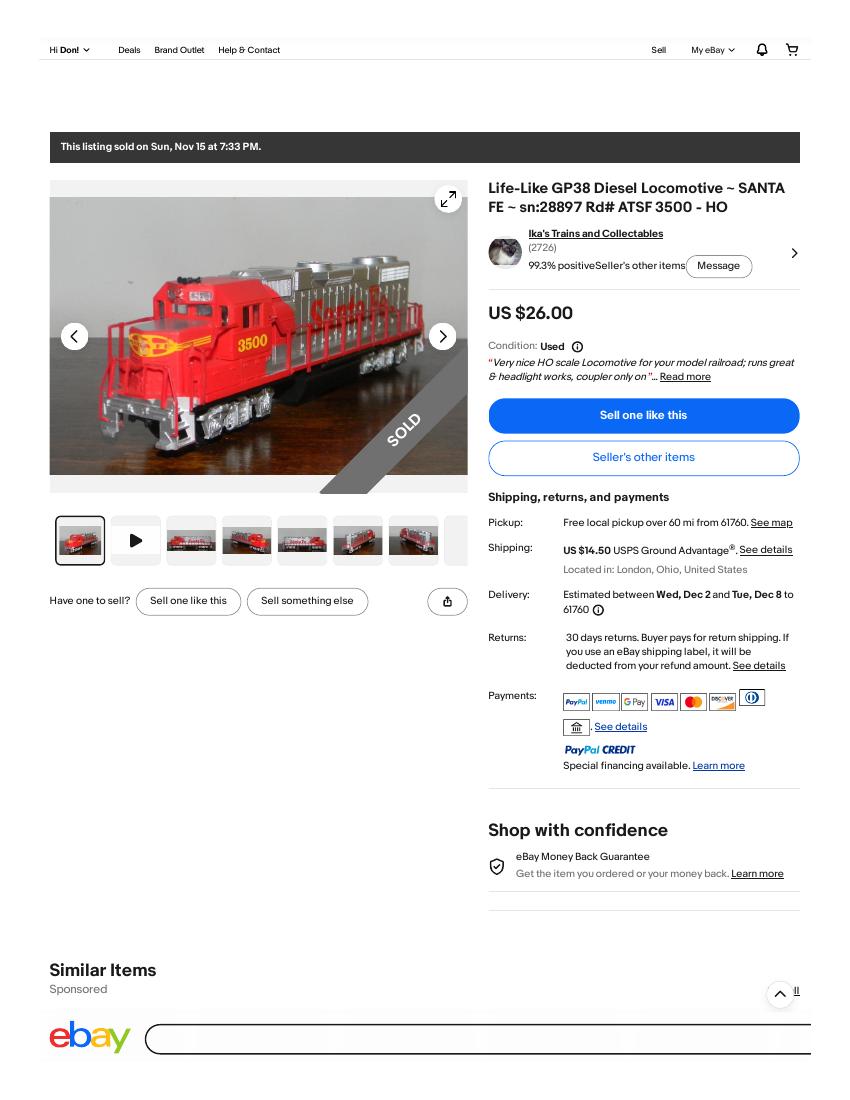 Hi Don!
Deals
Brand Outlet
Help & Contact
Sell
My eBay
This listing sold on Sun, Nov 15 at 7:33 PM.
3500
Santa Fe
SOLD
Have one to sell?
Sell one like this
Sell something else
Life-Like GP38 Diesel Locomotive ~ SANTA
FE ~ sn:28897 Rd# ATSF 3500 - HO
Ika's Trains and Collectables
(2726)
99.3% positiveSeller's other items
Message
US $26.00
Condition: Used
"Very nice HO scale Locomotive for your model railroad; runs great
& headlight works, coupler only on "... Read more
Sell one like this
Seller's other items
Shipping, returns, and payments
Pickup: Free local pickup over 60 mi from 61760. See map
Shipping: US $14.50 USPS Ground Advantage®. See details
Located in: London, Ohio, United States
Delivery: Estimated between Wed, Dec 2 and Tue, Dec 8 to
61760
Returns: 30 days returns. Buyer pays for return shipping. If
you use an eBay shipping label, it will be
deducted from your refund amount. See details
Payments: PayPal venmo G Pay VISA DISCOVER
. See details
PayPal CREDIT
Special financing available. Learn more
Shop with confidence
eBay Money Back Guarantee
Get the item you ordered or your money back. Learn more
Similar Items
Sponsored
ebay